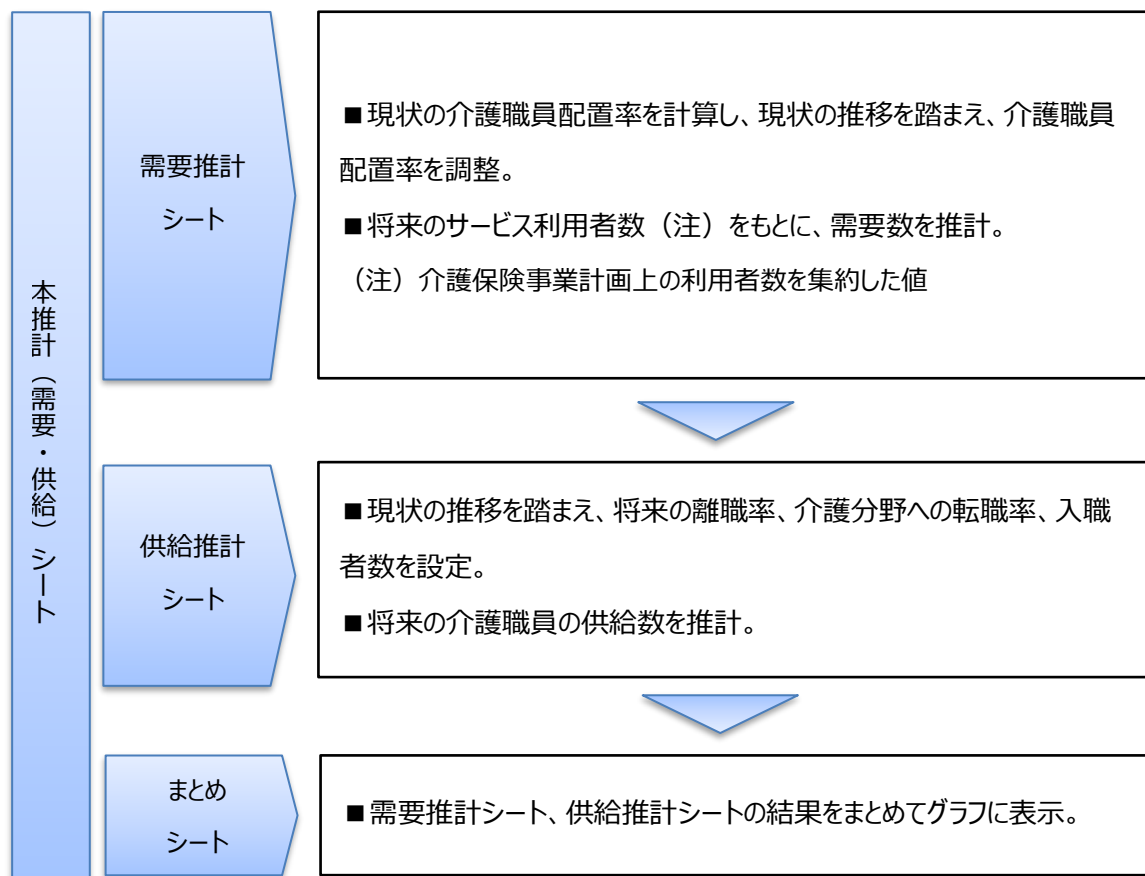 本推計(需要・供給)シート
需要推計
シート
■現状の介護職員配置率を計算し、現状の推移を踏まえ、介護職員
配置率を調整。
■将来のサービス利用者数(注)をもとに、需要数を推計。
(注)介護保険事業計画上の利用者数を集約した値
供給推計
シート
■現状の推移を踏まえ、将来の離職率、介護分野への転職率、入職
者数を設定。
■将来の介護職員の供給数を推計。
まとめ
シート
■需要推計シート、供給推計シートの結果をまとめてグラフに表示。